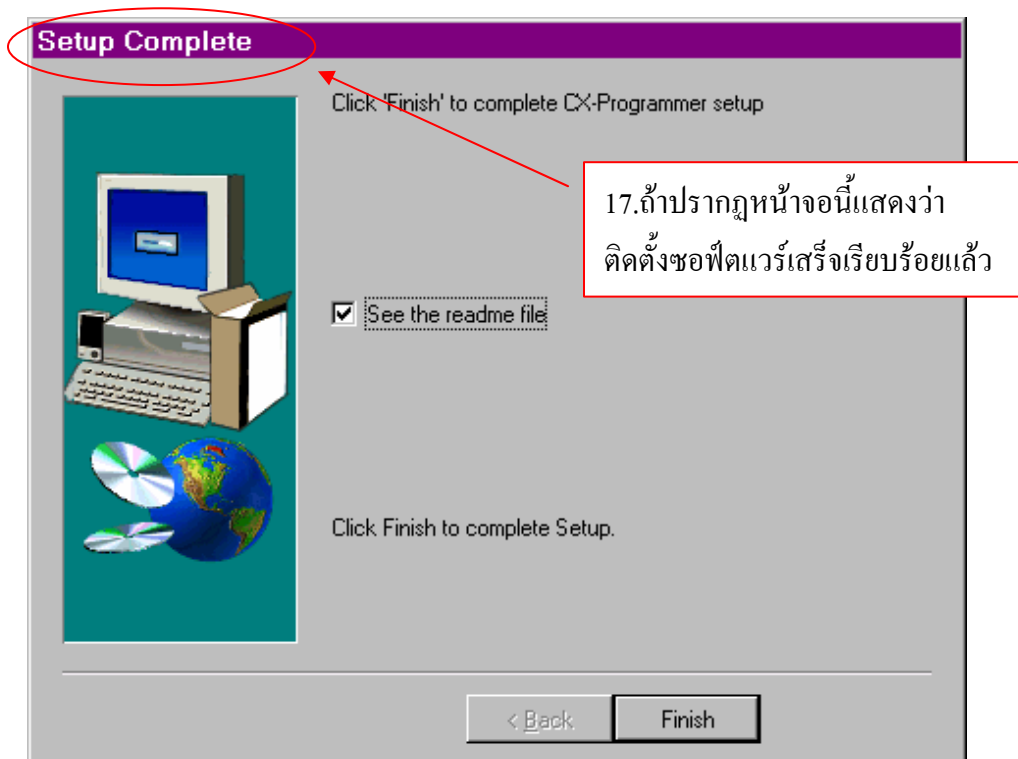 Setup Complete
Click 'Finish' to complete CX-Programmer setup
17.ถ้าปรากฏหน้าจอนี้แสดงว่า
ติดตั้งซอฟต์แวร์เสร็จเรียบร้อยแล้ว
See the readme file
Click Finish to complete Setup.
< Back
Finish